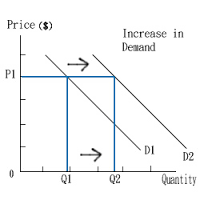 Price ($)
Increase in
Demand
P1
D1
D2
0
Q1
Q2
Quantity